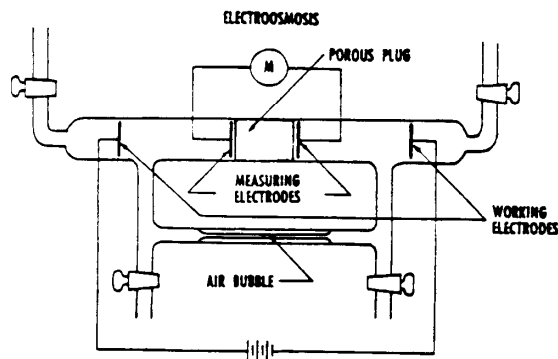 ELECTROOSMOSIS
M
POROUS PLUG
MEASURING
ELECTRODES
WORKING
ELECTRODES
AIR BUBBLE